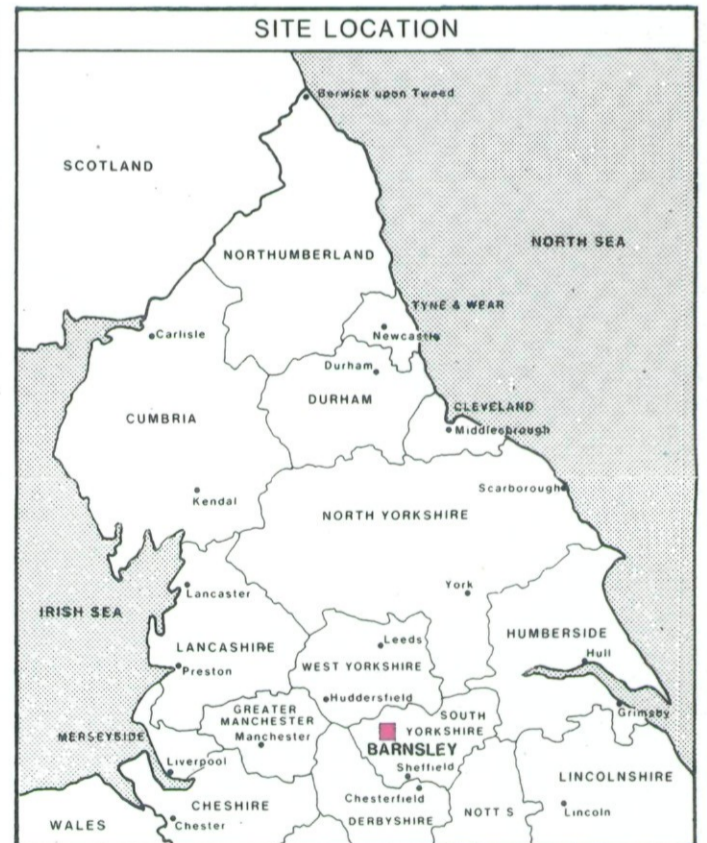 SITE LOCATION
Berwick upon Tweed
SCOTLAND
NORTH SEA
NORTHUMBERLAND
TYNE & WEAR
Carlisle
Newcastle
Durham
DURHAM
CLEVELAND
CUMBRIA
Middlesbrough
Scarborough
Kendal
NORTH YORKSHIRE
York
Lancaster
IRISH SEA
HUMBERSIDE
Leeds
LANCASHIRE
Hull
WEST YORKSHIRE
Preston
Huddersfield
GREATER
MANCHESTER
SOUTH
YORKSHIRE
Grimsby
MERSEYSIDE
Manchester
BARNSLEY
Liverpool
Sheffield
LINCOLNSHIRE
Chesterfield
CHESHIRE
NOTT S
Lincoln
DERBYSHIRE
WALES
Chester